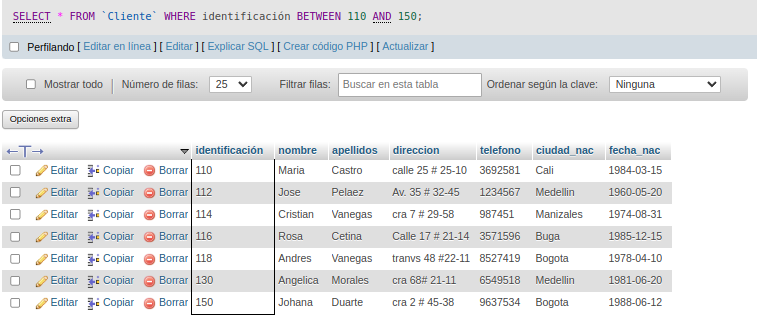 SELECT * FROM `Cliente` WHERE identificación BETWEEN 110 AND 150;
Perfilando [ Editar en línea ] [ Editar ] [ Explicar SQL ] [ Crear código PHP ] [ Actualizar ]
Mostrar todo | Número de filas: 25 Filtrar filas: Buscar en esta tabla Ordenar según la clave: Ninguna
Opciones extra
←T→ identificación nombre apellidos direccion telefono ciudad_nac fecha_nac
Editar Copiar Borrar 110 Maria Castro calle 25 # 25-10 3692581 Cali 1984-03-15
Editar Copiar Borrar 112 Jose Pelaez Av. 35 # 32-45 1234567 Medellin 1960-05-20
Editar Copiar Borrar 114 Cristian Vanegas cra 7 # 29-58 987451 Manizales 1974-08-31
Editar Copiar Borrar 116 Rosa Cetina Calle 17 # 21-14 3571596 Buga 1985-12-15
Editar Copiar Borrar 118 Andres Vanegas tranvs 48 #22-11 8527419 Bogota 1978-04-10
Editar Copiar Borrar 130 Angelica Morales cra 68# 21-11 6549518 Medellin 1981-06-20
Editar Copiar Borrar 150 Johana Duarte cra 2 # 45-38 9637534 Bogota 1988-06-12